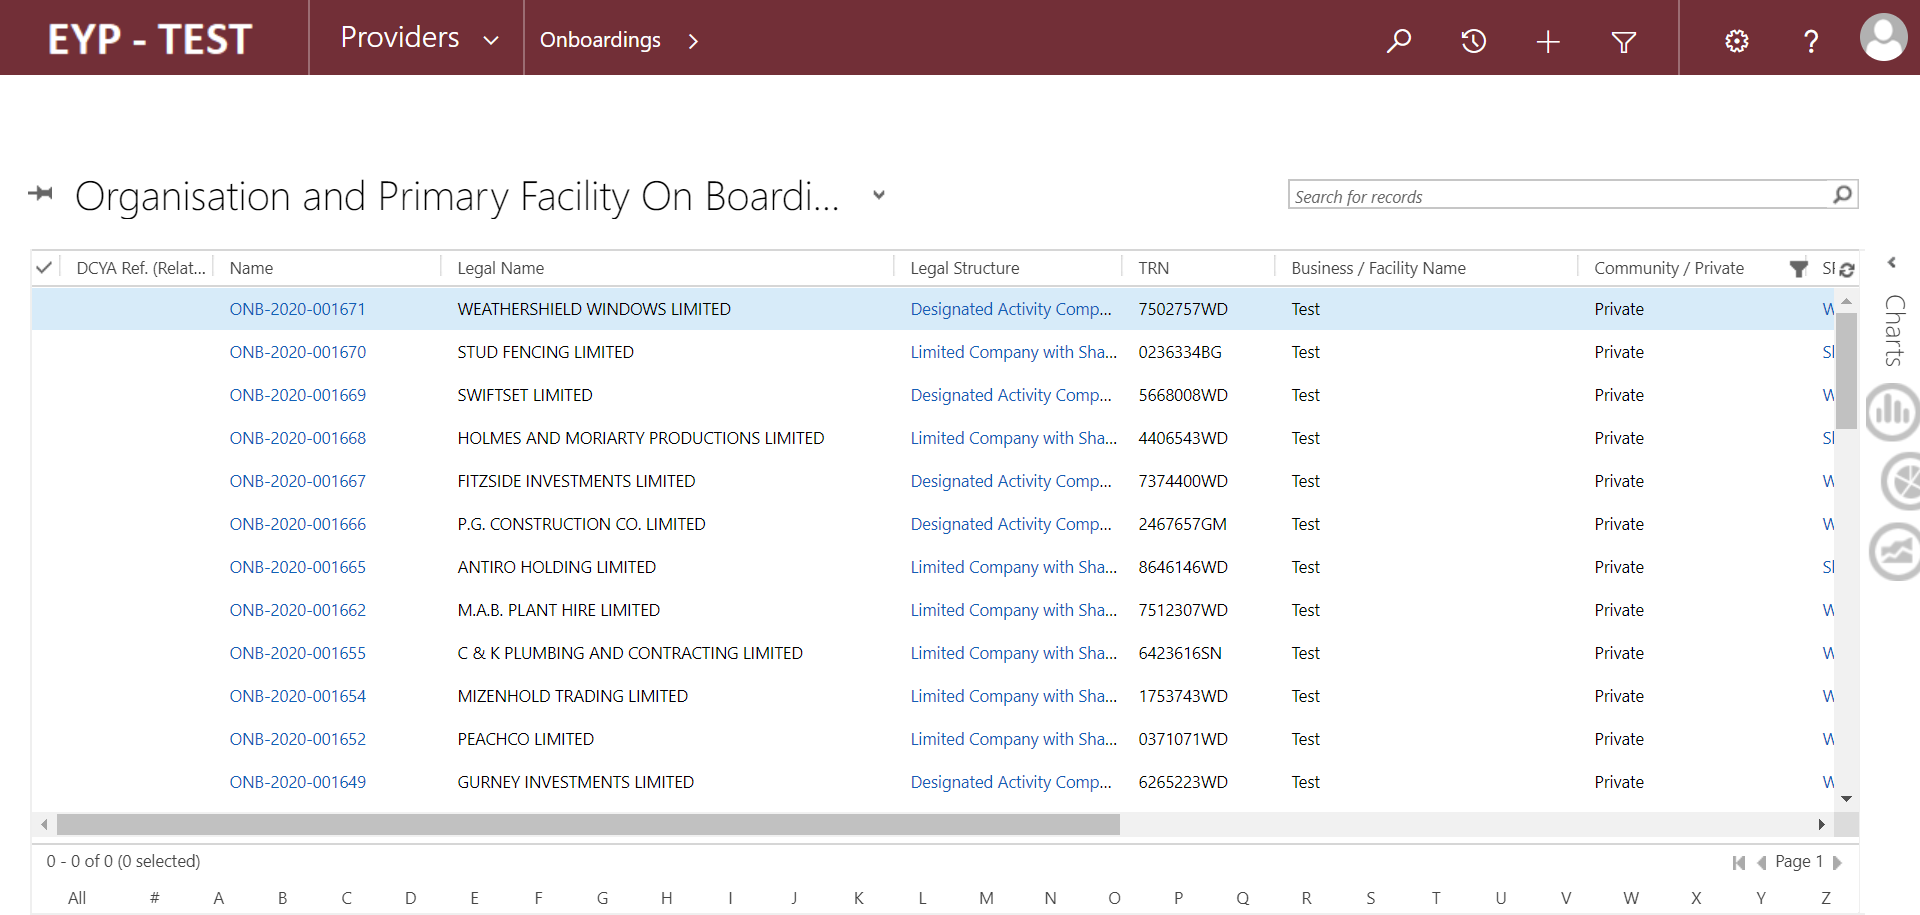 EYP - TEST Providers Onboardings
Organisation and Primary Facility On Boardi... Search for records
DCYA Ref. (Relat... Name Legal Name Legal Structure TRN Business / Facility Name Community / Private
ONB-2020-001671 WEATHERSHIELD WINDOWS LIMITED Designated Activity Comp... 7502757WD Test Private
ONB-2020-001670 STUD FENCING LIMITED Limited Company with Sha... 0236334BG Test Private
ONB-2020-001669 SWIFTSET LIMITED Designated Activity Comp... 5668008WD Test Private
ONB-2020-001668 HOLMES AND MORIARTY PRODUCTIONS LIMITED Limited Company with Sha... 4406543WD Test Private
ONB-2020-001667 FITZSIDE INVESTMENTS LIMITED Designated Activity Comp... 7374400WD Test Private
ONB-2020-001666 P.G. CONSTRUCTION CO. LIMITED Designated Activity Comp... 2467657GM Test Private
ONB-2020-001665 ANTIRO HOLDING LIMITED Limited Company with Sha... 8646146WD Test Private
ONB-2020-001662 M.A.B. PLANT HIRE LIMITED Limited Company with Sha... 7512307WD Test Private
ONB-2020-001655 C & K PLUMBING AND CONTRACTING LIMITED Limited Company with Sha... 6423616SN Test Private
ONB-2020-001654 MIZENHOLD TRADING LIMITED Limited Company with Sha... 1753743WD Test Private
ONB-2020-001652 PEACHCO LIMITED Limited Company with Sha... 0371071WD Test Private
ONB-2020-001649 GURNEY INVESTMENTS LIMITED Designated Activity Comp... 6265223WD Test Private
Charts
0 - 0 of 0 (0 selected) Page 1
All # A B C D E F G H I J K L M N O P Q R S T U V W X Y Z